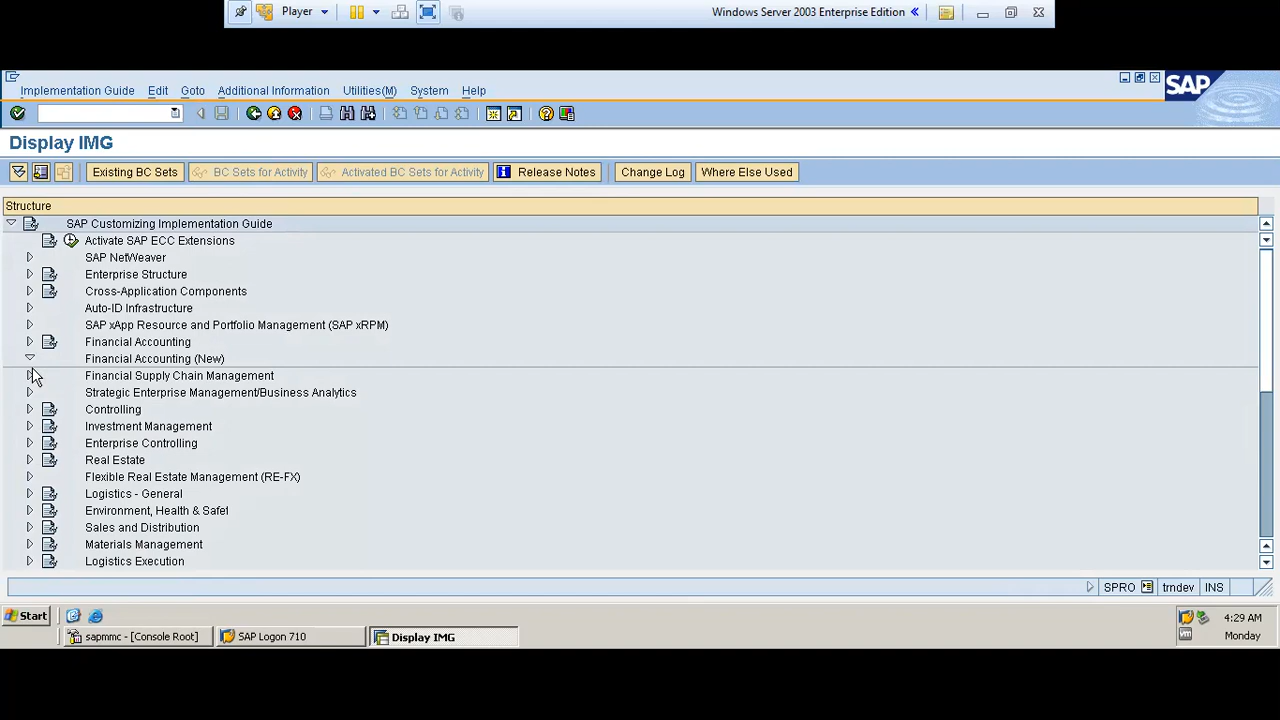 Player
Windows Server 2003 Enterprise Edition
SAP
Implementation Guide Edit Goto Additional Information Utilities(M) System Help
Display IMG
Existing BC Sets BC Sets for Activity Activated BC Sets for Activity Release Notes Change Log Where Else Used
Structure
SAP Customizing Implementation Guide
Activate SAP ECC Extensions
SAP NetWeaver
Enterprise Structure
Cross-Application Components
Auto-ID Infrastructure
SAP xApp Resource and Portfolio Management (SAP xRPM)
Financial Accounting
Financial Accounting (New)
Financial Supply Chain Management
Strategic Enterprise Management/Business Analytics
Controlling
Investment Management
Enterprise Controlling
Real Estate
Flexible Real Estate Management (RE-FX)
Logistics - General
Environment, Health & Safet
Sales and Distribution
Materials Management
Logistics Execution
SPRO trndev INS
Start
4:29 AM
sapmmc - [Console Root] SAP Logon 710 Display IMG
Monday